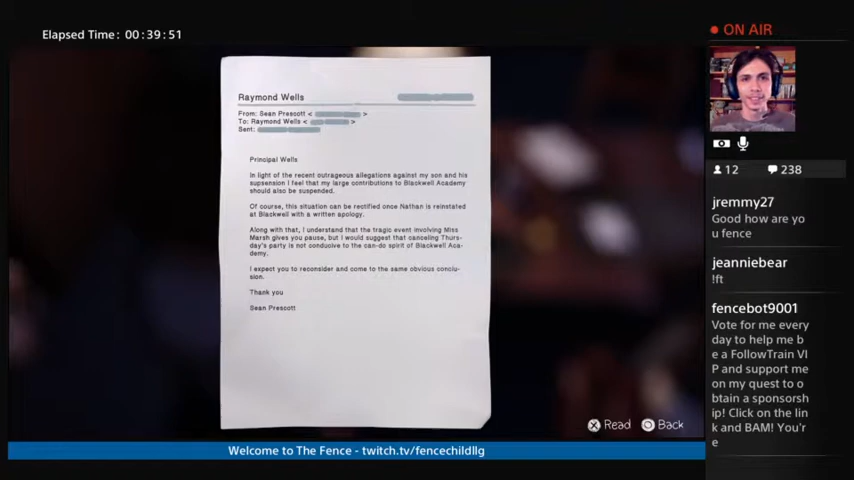 Elapsed Time: 00:39:51
ON AIR
Raymond Wells
From: Sean Prescott < >
To: Raymond Wells < >
Sent:
Principal Wells
In light of the recent outrageous allegations against my son and his
suspension I feel that my large contributions to Blackwell Academy
should also be suspended.
Of course, this situation can be rectified once Nathan is reinstated
at Blackwell with a written apology.
Along with that, I understand that the tragic event involving Miss
Marsh gives you pause, but I would suggest that canceling Thurs-
day's party is not conducive to the can-do spirit of Blackwell Aca-
demy.
I expect you to reconsider and come to the same obvious conclu-
sion.
Thank you
Sean Prescott
Read
Back
Welcome to The Fence - twitch.tv/fencechildllg
12
238
jremmy27
Good how are yo
u fence
jeanniebear
!ft
fencebot9001
Vote for me every
day to help me b
e a FollowTrain VI
P and support me
on my quest to o
btain a sponsorsh
ip! Click on the lin
k and BAM! You'r
e